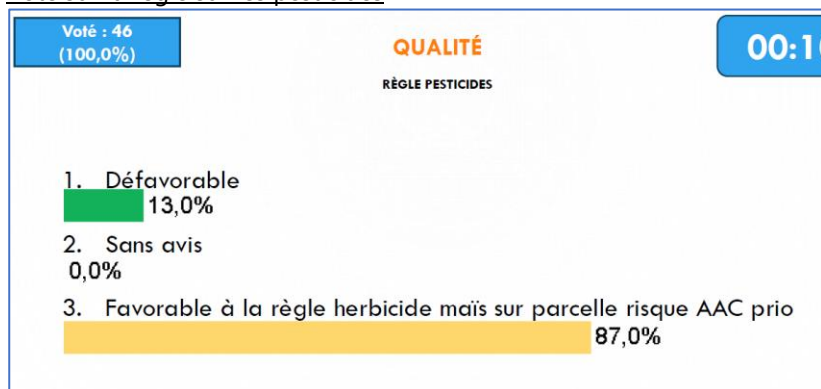 Voté : 46
(100,0%)
QUALITÉ
00:10
RÈGLE PESTICIDES
1. Défavorable
13,0%
2. Sans avis
0,0%
3. Favorable à la règle herbicide maïs sur parcelle risque AAC prio
87,0%